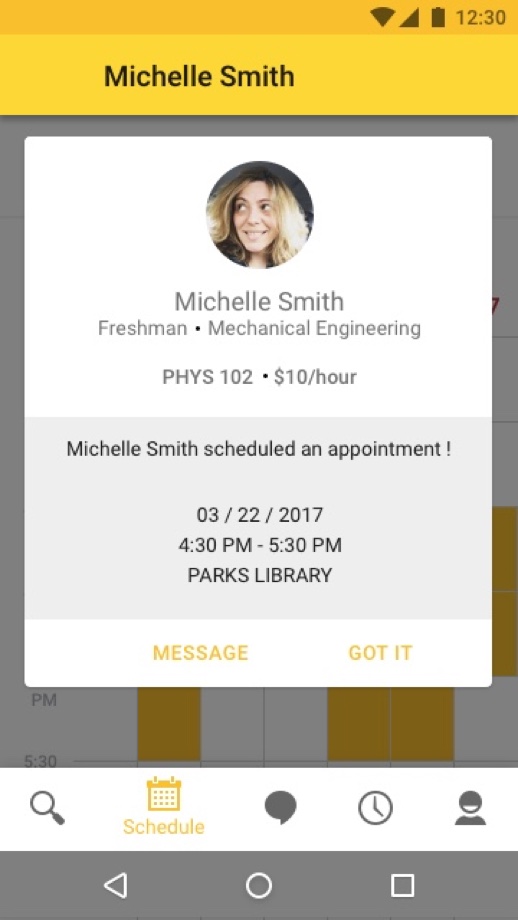 12:30
Michelle Smith
7
Michelle Smith
Freshman • Mechanical Engineering
PHYS 102 • $10/hour
Michelle Smith scheduled an appointment !
03 / 22 / 2017
4:30 PM - 5:30 PM
PARKS LIBRARY
MESSAGE GOT IT
PM
5:30
Schedule